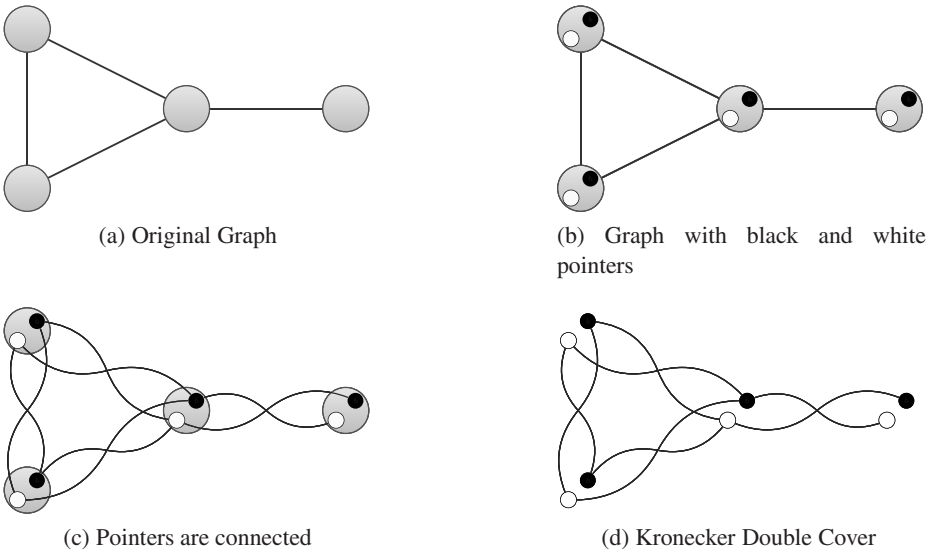 (a) Original Graph
(b) Graph with black and white
pointers
(c) Pointers are connected
(d) Kronecker Double Cover